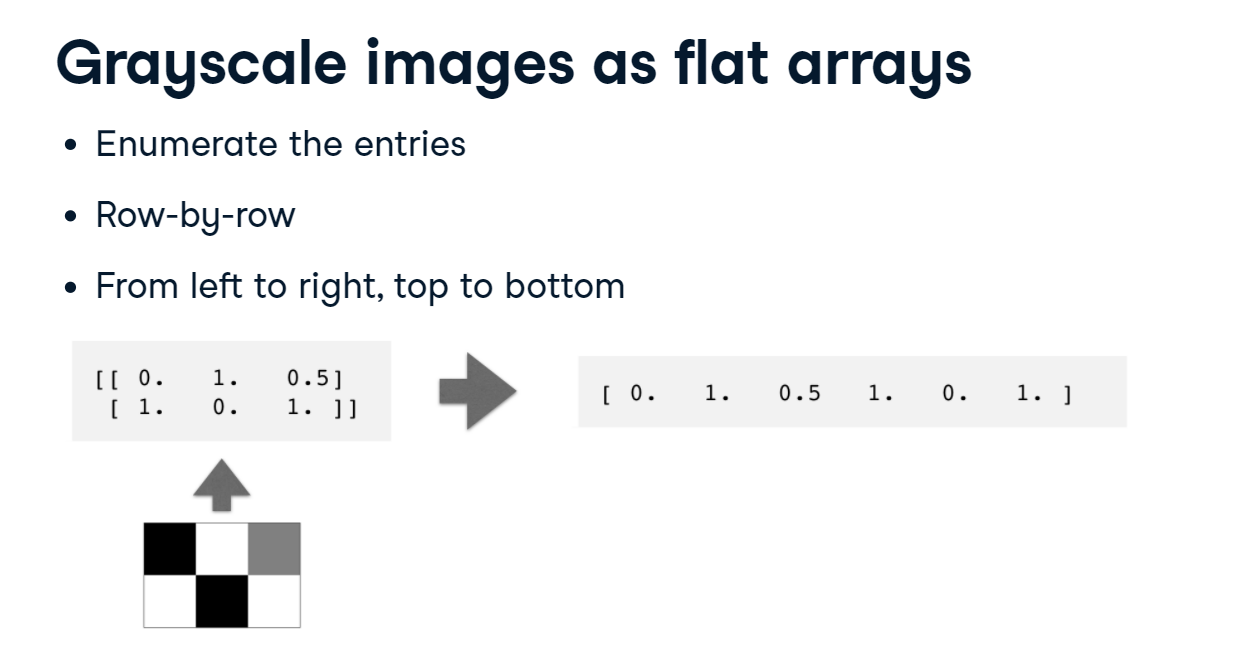 Grayscale images as flat arrays
• Enumerate the entries
• Row-by-row
• From left to right, top to bottom
[[ 0. 1. 0.5]
[ 1. 0. 1. ]]
[ 0. 1. 0.5 1. 0. 1. ]